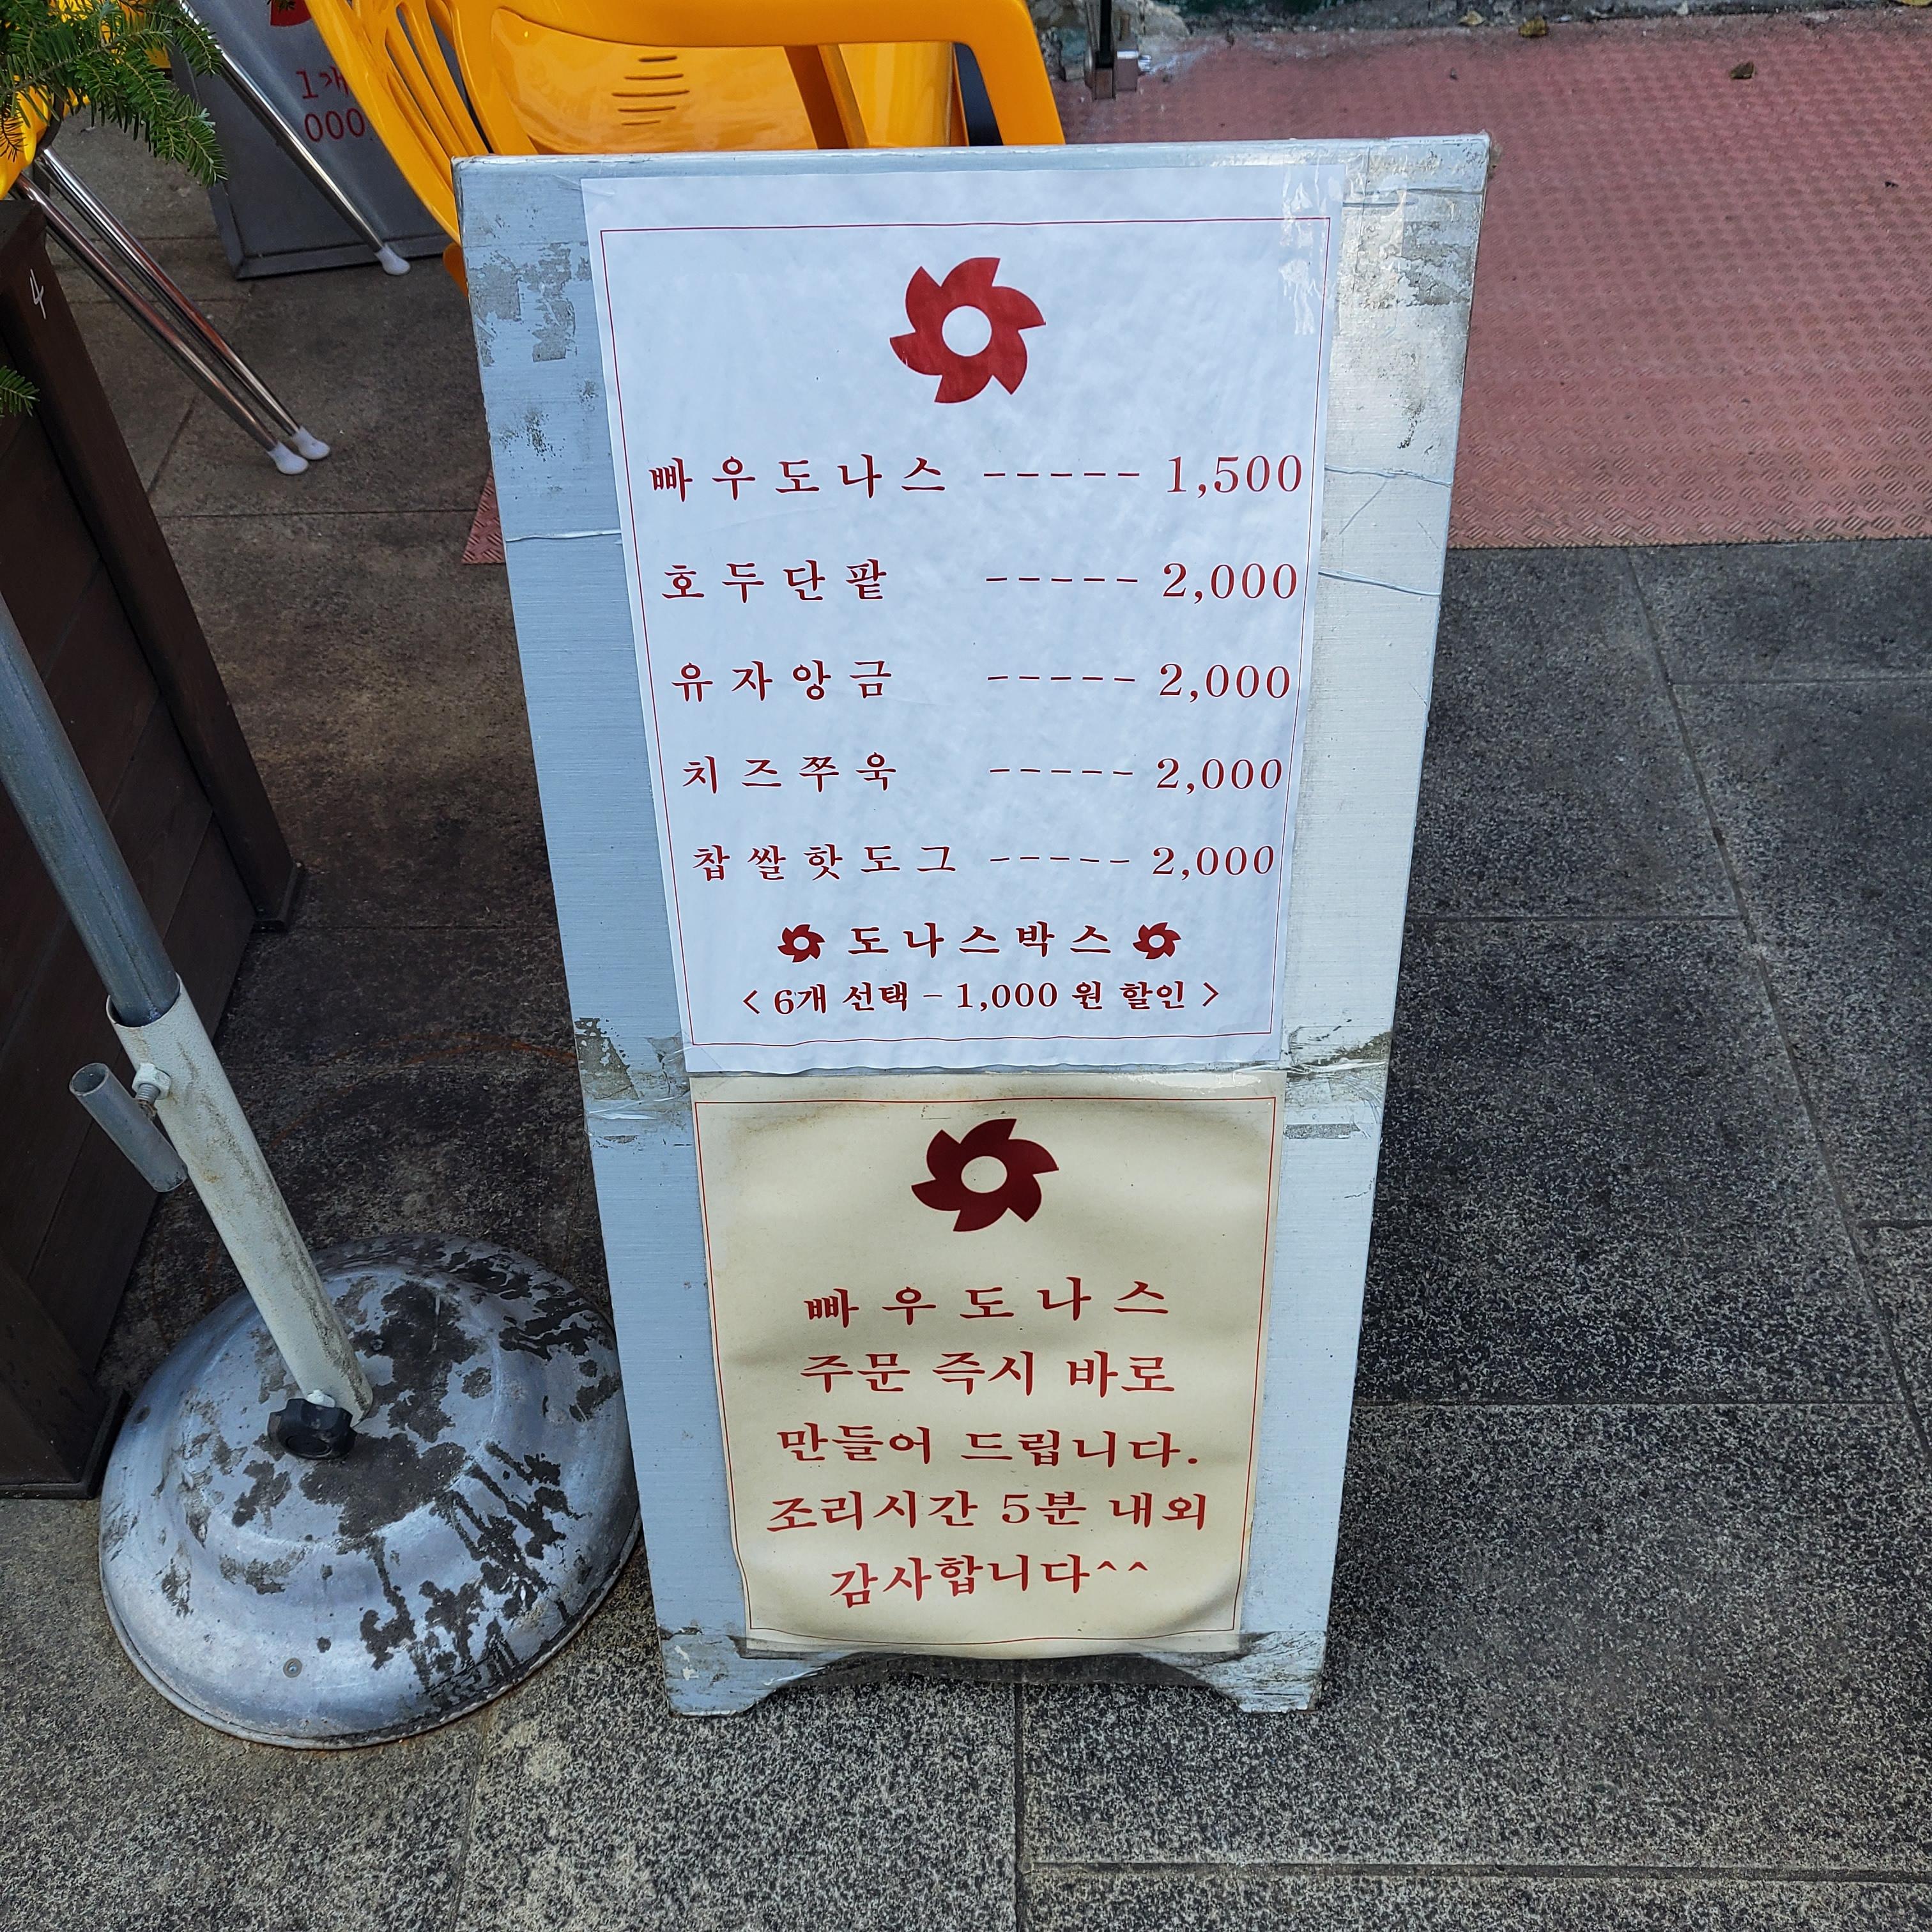 1개
000
4
빠우도나스 ----- 1,500
호두단팥 ----- 2,000
유자앙금 ----- 2,000
치즈쭈욱 ----- 2,000
찹쌀핫도그 ----- 2,000
도나스박스
< 6개 선택 - 1,000 원 할인 >
빠우도나스
주문 즉시 바로
만들어 드립니다.
조리시간 5분 내외
감사합니다^^